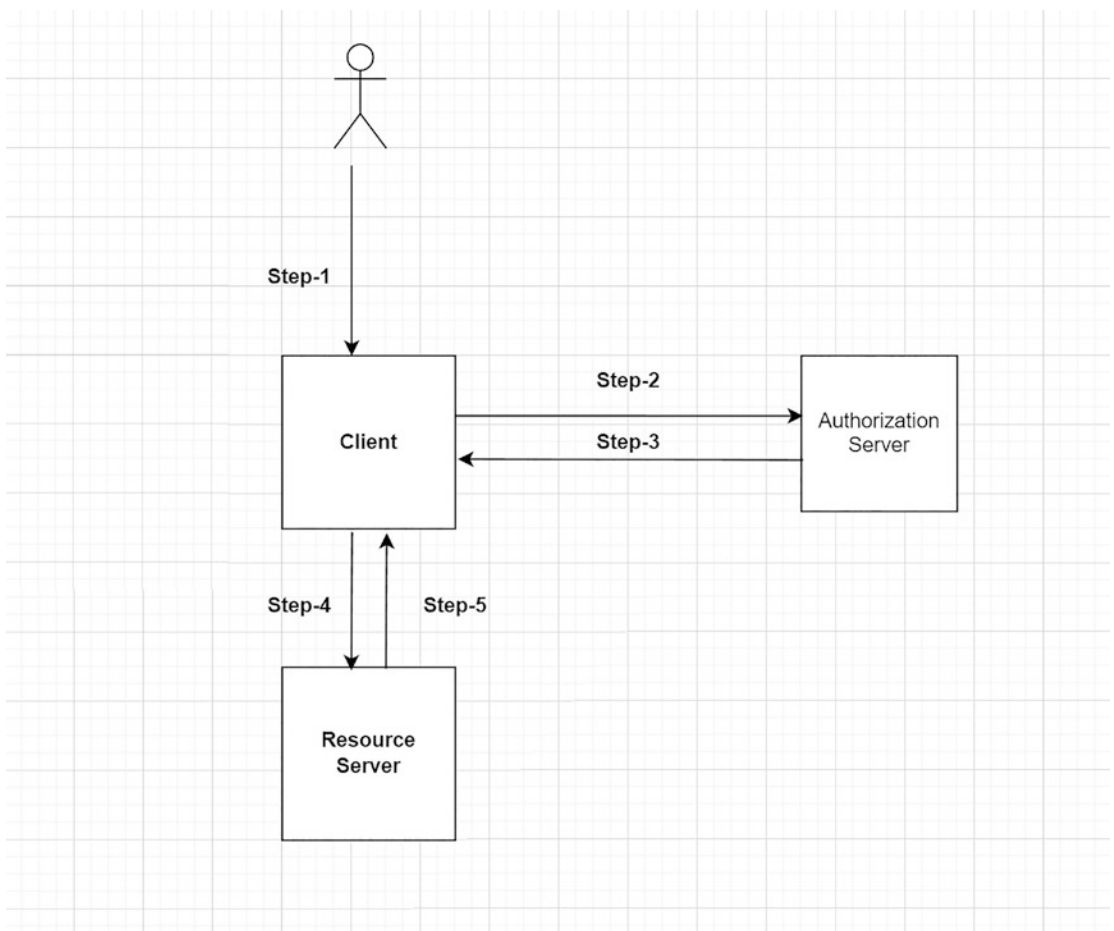 Step-1
Step-2
Client
Step-3
Authorization
Server
Step-4
Step-5
Resource
Server